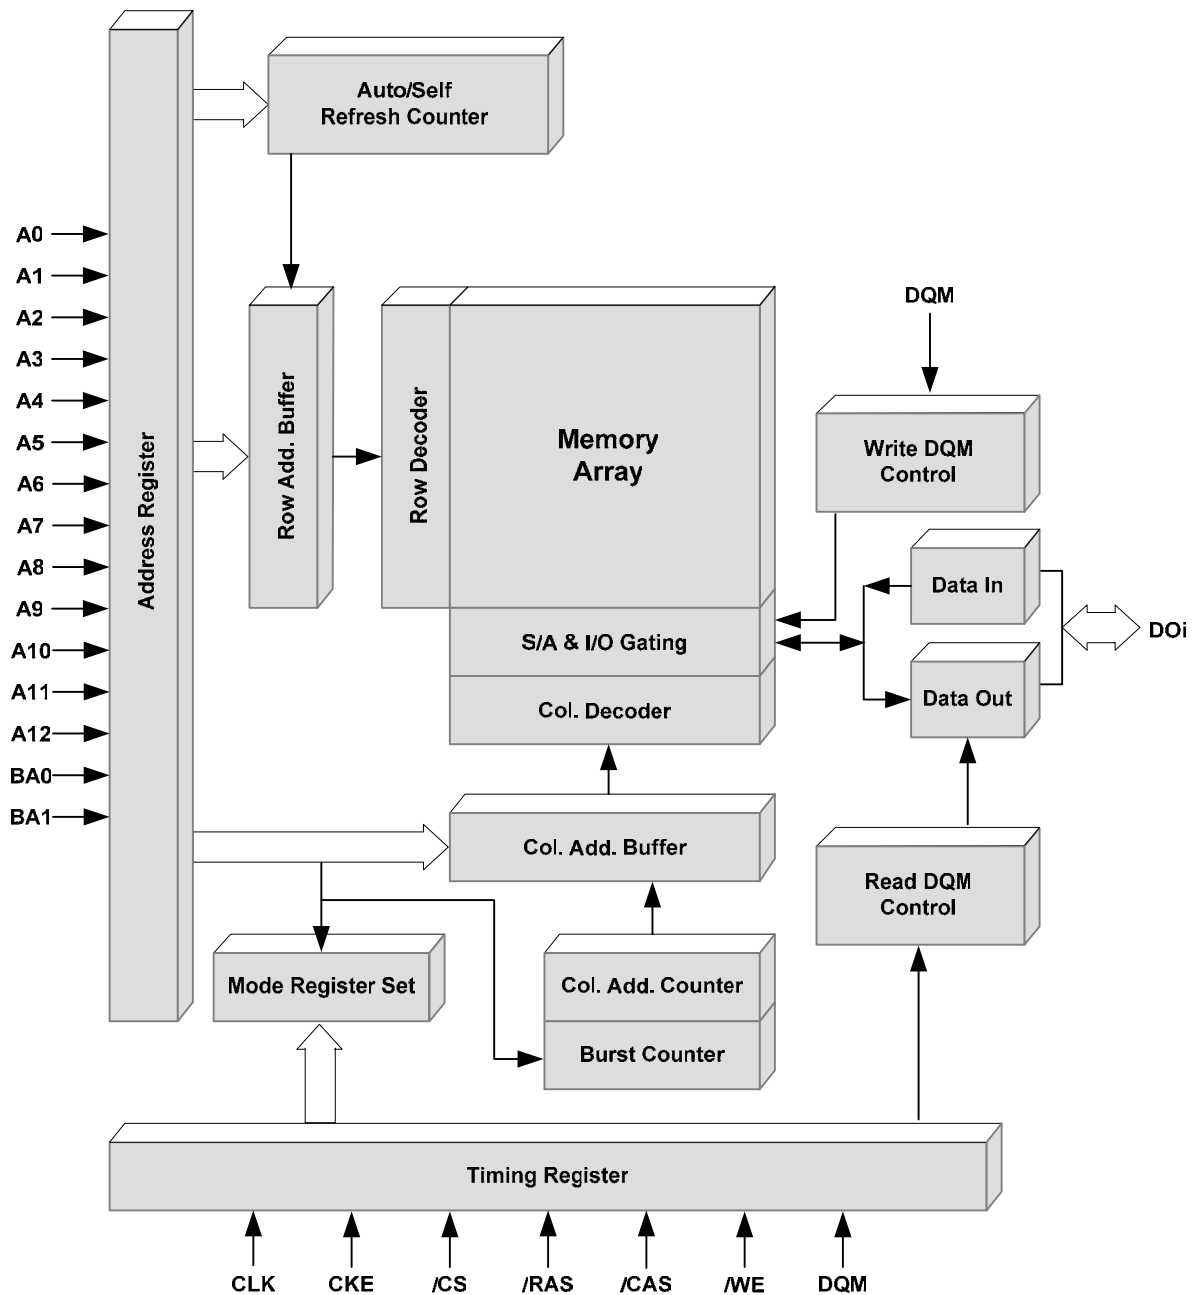 Auto/Self
Refresh Counter
A0
A1
A2
A3
A4
A5
A6
A7
A8
A9
A10
A11
A12
BA0
BA1
Address Register
Row Add. Buffer
Row Decoder
Memory
Array
S/A & I/O Gating
Col. Decoder
DQM
Write DQM
Control
Data In
Data Out
DOi
Col. Add. Buffer
Read DQM
Control
Mode Register Set
Col. Add. Counter
Burst Counter
Timing Register
CLK
CKE
/CS
/RAS
/CAS
/WE
DQM